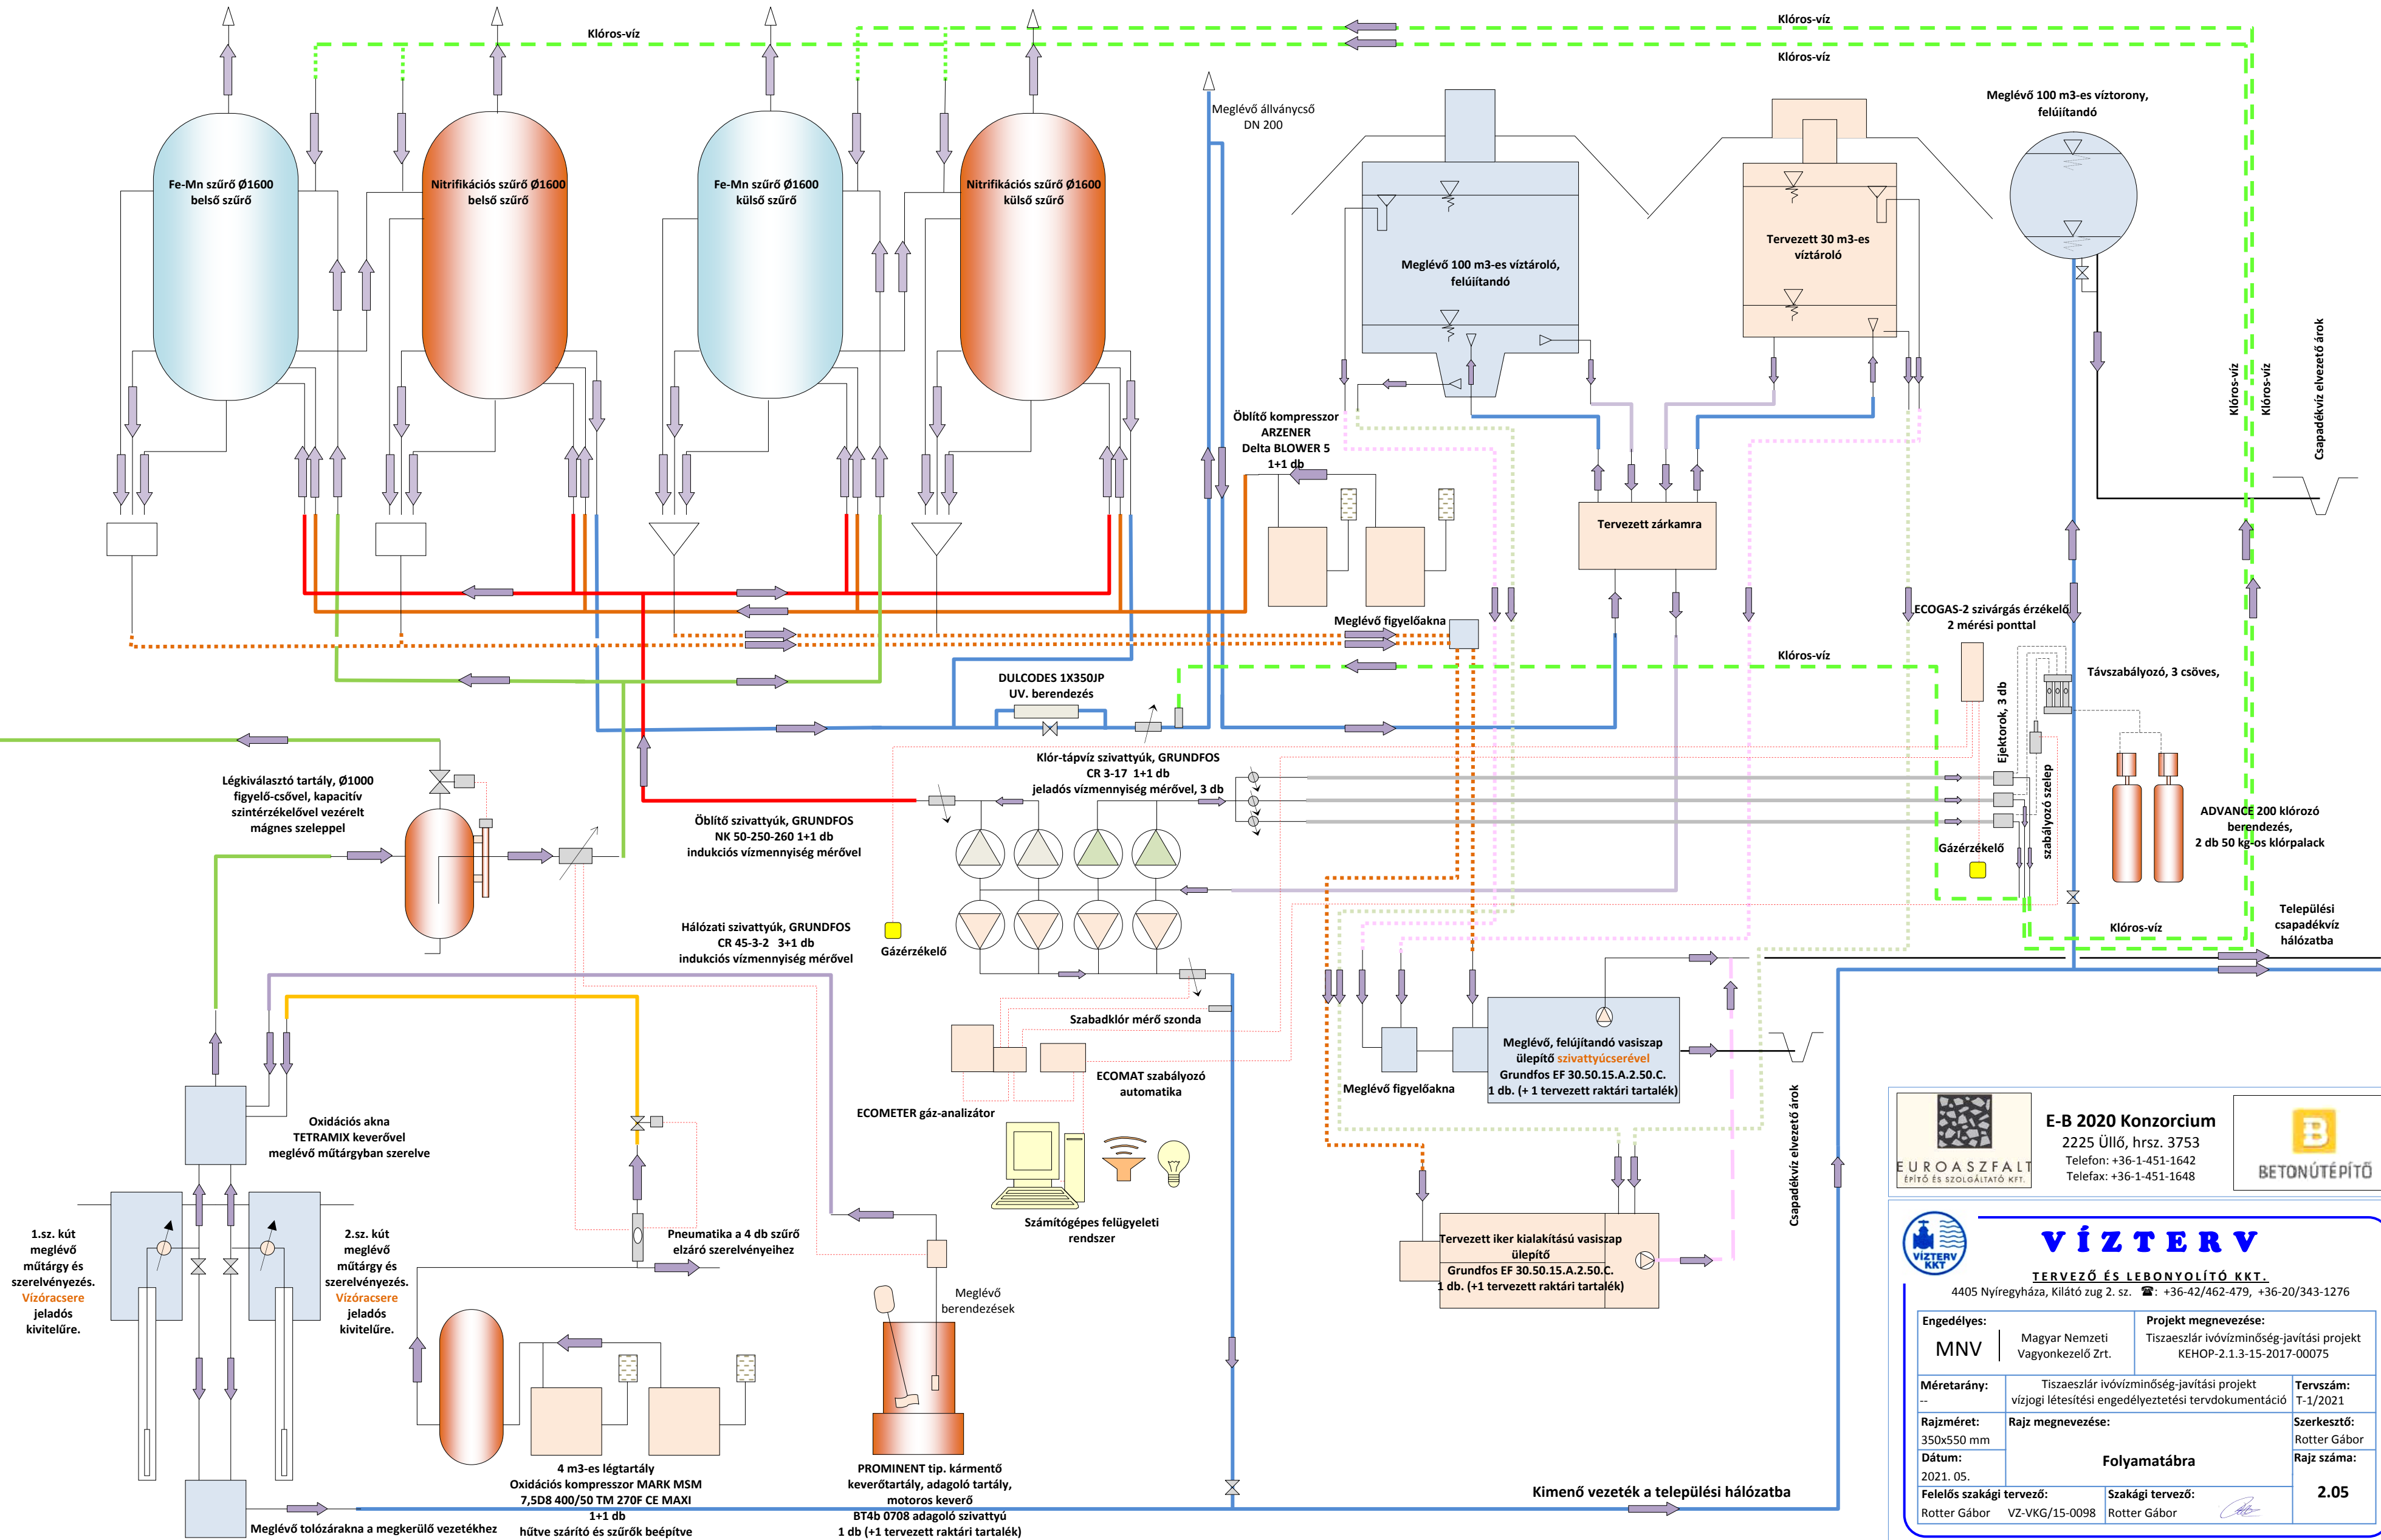 Klóros-víz
Klóros-víz
Klóros-víz
Meglévő állványcső
DN 200
Meglévő 100 m3-es víztorony,
felújítandó
Fe-Mn szűrő Ø1600
belső szűrő
Nitrifikációs szűrő Ø1600
belső szűrő
Fe-Mn szűrő Ø1600
külső szűrő
Nitrifikációs szűrő Ø1600
külső szűrő
Meglévő 100 m3-es víztároló,
felújítandó
Tervezett 30 m3-es
víztároló
Klóros-víz
Klóros-víz
Csapadékvíz elvezető árok
Öblítő kompresszor
ARZENER
Delta BLOWER 5
1+1 db
Tervezett zárkamra
Meglévő figyelőakna
ECOGAS-2 szivárgás érzékelő
2 mérési ponttal
Klóros-víz
Távszabályozó, 3 csöves,
DULCODES 1X350JP
UV. berendezés
Ejektorok, 3 db
szabályozó szelep
Légkiválasztó tartály, Ø1000
figyelő-csővel, kapacitív
szintérzékelővel vezérelt
mágnes szeleppel
Klór-tápvíz szivattyúk, GRUNDFOS
CR 3-17  1+1 db
jeladós vízmennyiség mérővel, 3 db
Öblítő szivattyúk, GRUNDFOS
NK 50-250-260 1+1 db
indukciós vízmennyiség mérővel
ADVANCE 200 klórozó
berendezés,
2 db 50 kg-os klórpalack
Gázérzékelő
Hálózati szivattyúk, GRUNDFOS
CR 45-3-2   3+1 db
indukciós vízmennyiség mérővel
Gázérzékelő
Klóros-víz
Települési
csapadékvíz
hálózatba
Szabadklór mérő szonda
ECOMAT szabályozó
automatika
ECOMETER gáz-analizátor
Meglévő figyelőakna
Meglévő, felújítandó vasiszap
ülepítő szivattyúcserével
Grundfos EF 30.50.15.A.2.50.C.
1 db. (+ 1 tervezett raktári tartalék)
Csapadékvíz elvezető árok
Oxidációs akna
TETRAMIX keverővel
meglévő műtárgyban szerelve
1.sz. kút
meglévő
műtárgy és
szerelvényezés.
Vízóracsere
jeladós
kivitelűre.
2.sz. kút
meglévő
műtárgy és
szerelvényezés.
Vízóracsere
jeladós
kivitelűre.
Pneumatika a 4 db szűrő
elzáró szerelvényeihez
Számítógépes felügyeleti
rendszer
Tervezett iker kialakítású vasiszap
ülepítő
Grundfos EF 30.50.15.A.2.50.C.
1 db. (+1 tervezett raktári tartalék)
Meglévő
berendezések
4 m3-es légtartály
Oxidációs kompresszor MARK MSM
7,5D8 400/50 TM 270F CE MAXI
1+1 db
hűtve szárító és szűrők beépítve
PROMINENT tip. kármentő
keverőtartály, adagoló tartály,
motoros keverő
BT4b 0708 adagoló szivattyú
1 db (+1 tervezett raktári tartalék)
Meglévő tolózárakna a megkerülő vezetékhez
Kimenő vezeték a települési hálózatba
EUROASZFALT
ÉPÍTŐ ÉS SZOLGÁLTATÓ KFT.
E-B 2020 Konzorcium
2225 Üllő, hrsz. 3753
Telefon: +36-1-451-1642
Telefax: +36-1-451-1648
B
BETONÚTÉPÍTŐ
VÍZTERV
KKT
VÍZTERV
TERVEZŐ ÉS LEBONYOLÍTÓ KKT.
4405 Nyíregyháza, Kilátó zug 2. sz.  ☎: +36-42/462-479,  +36-20/343-1276
Engedélyes:
MNV
Magyar Nemzeti
Vagyonkezelő Zrt.
Projekt megnevezése:
Tiszaeszlár ivóvízminőség-javítási projekt
KEHOP-2.1.3-15-2017-00075
Méretarány:
--
Tiszaeszlár ivóvízminőség-javítási projekt
vízjogi létesítési engedélyeztetési tervdokumentáció
Tervszám:
T-1/2021
Rajzméret:
350x550 mm
Rajz megnevezése:
Folyamatábra
Szerkesztő:
Rotter Gábor
Dátum:
2021. 05.
Rajz száma:
2.05
Felelős szakági tervező:
Rotter Gábor    VZ-VKG/15-0098
Szakági tervező:
Rotter Gábor